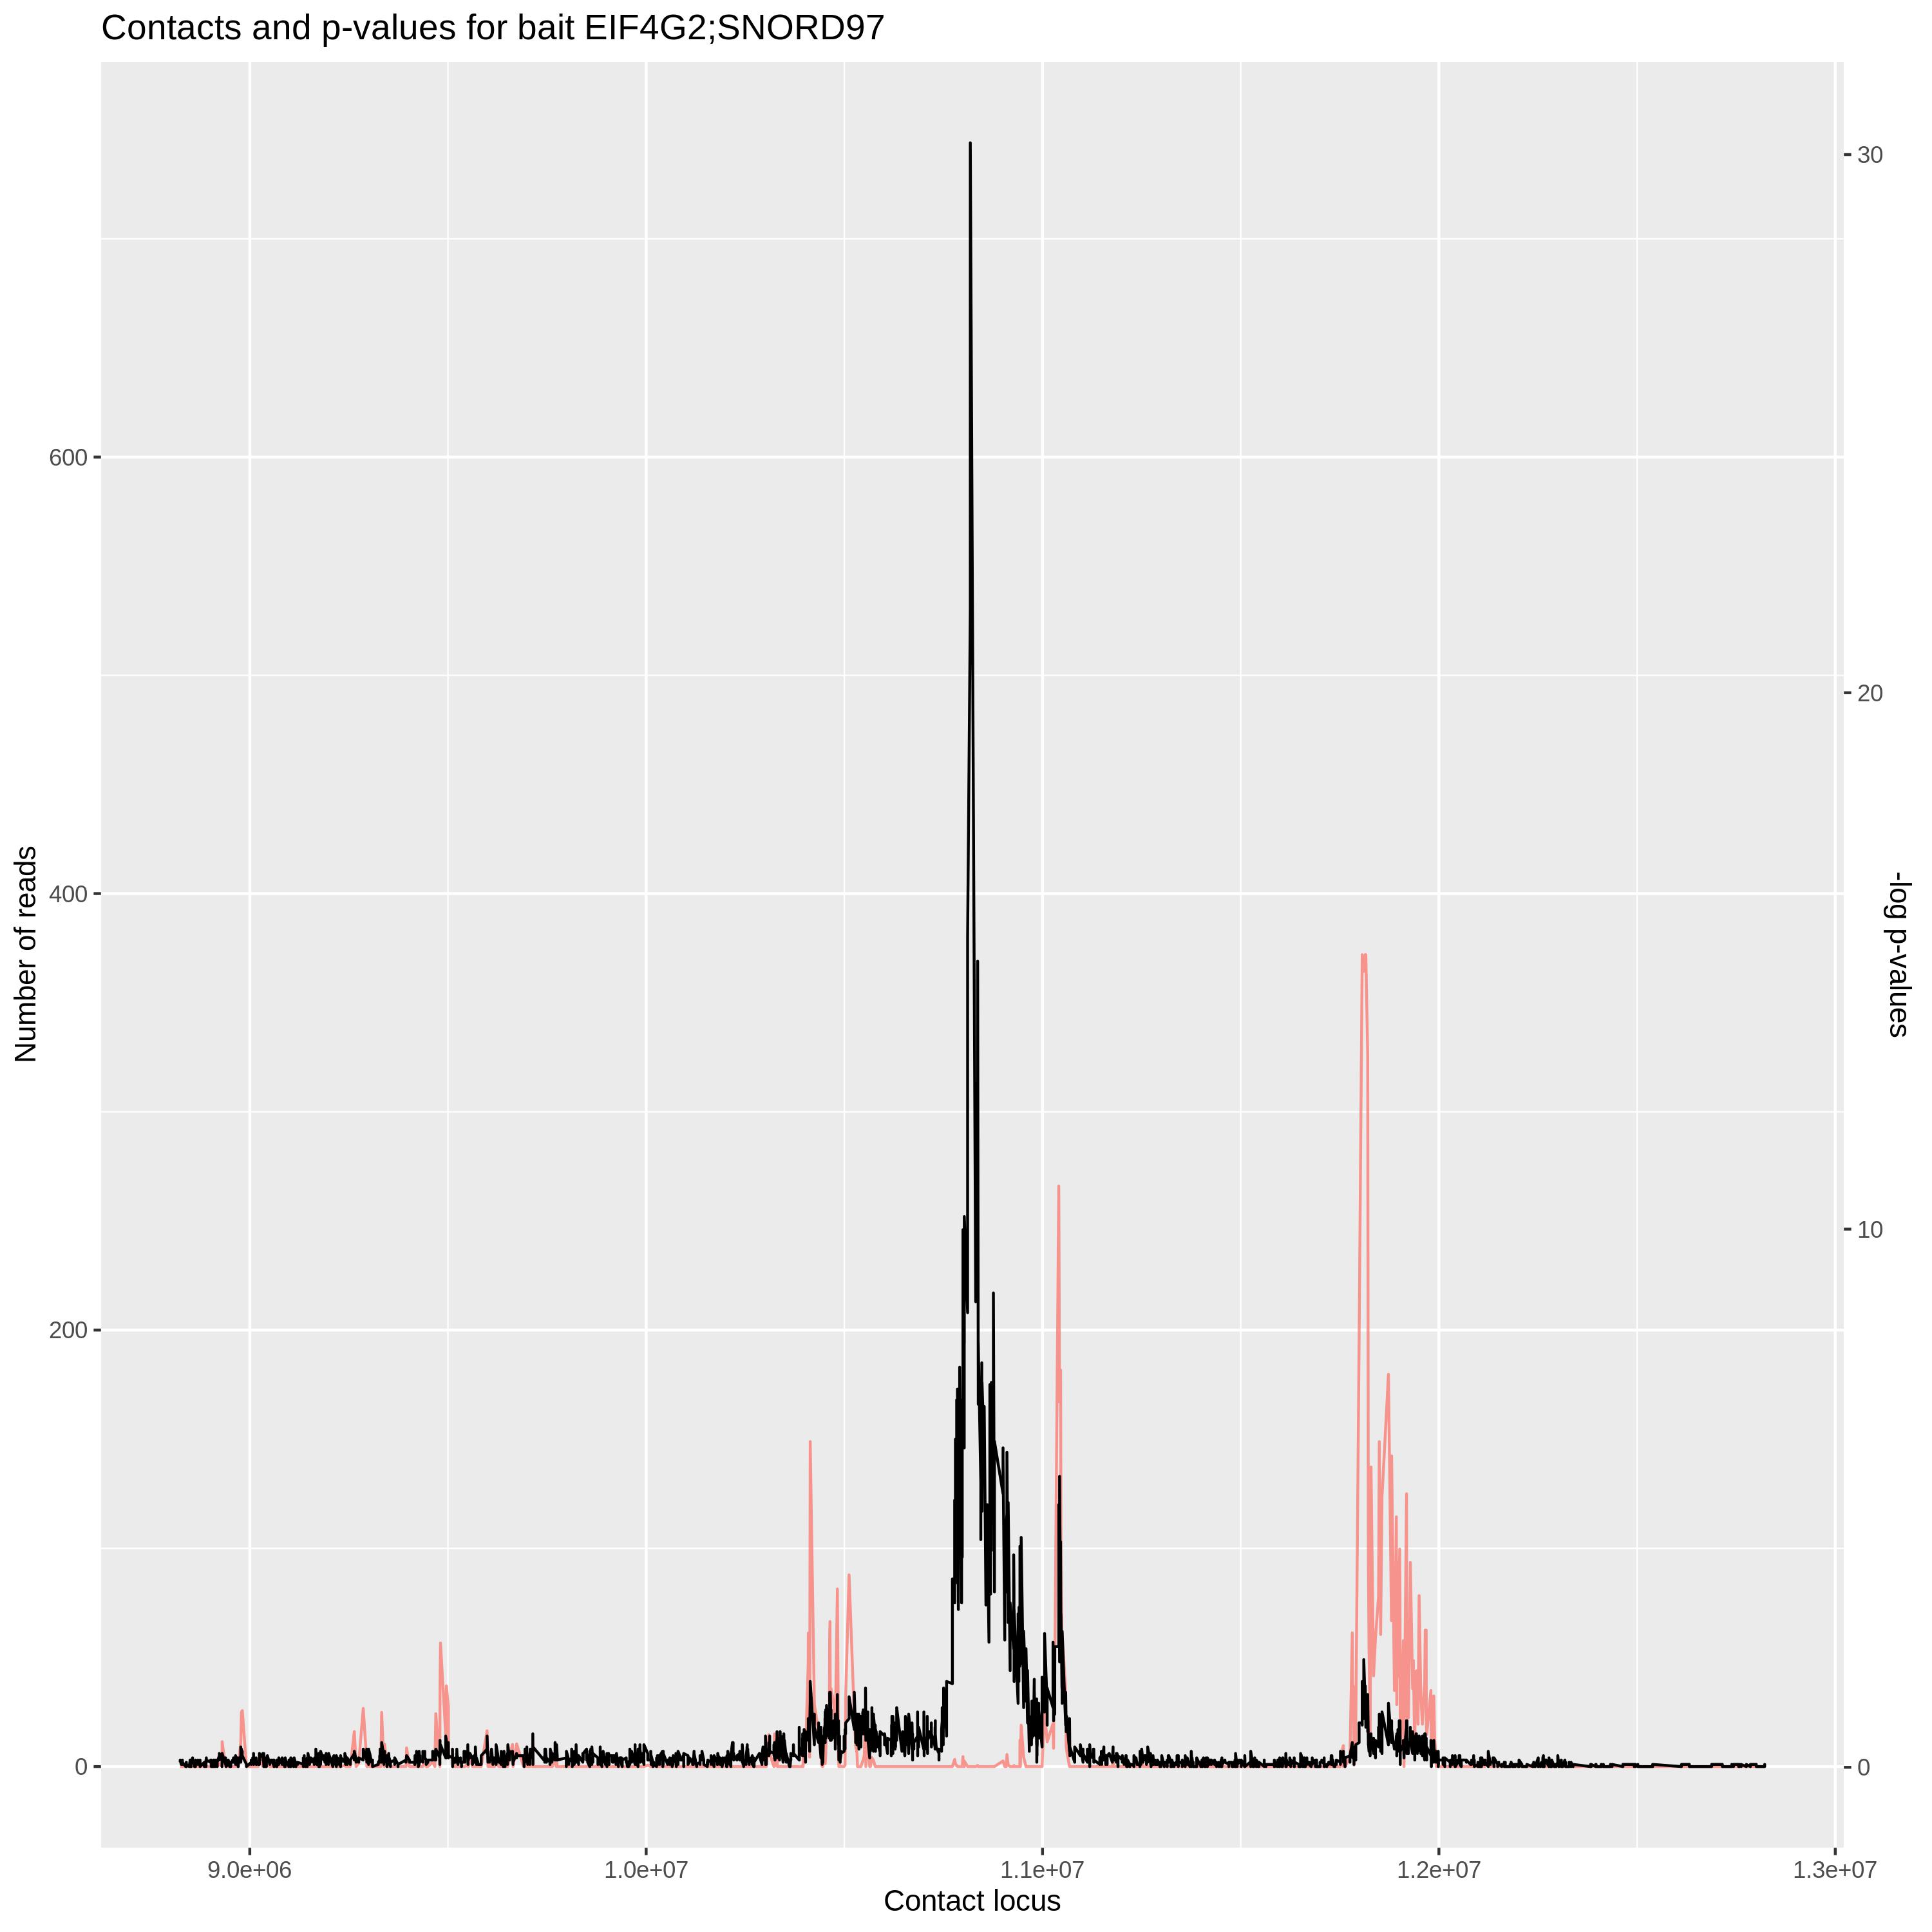 Contacts and p-values for bait EIF4G2;SNORD97
Number of reads
600
400
200
0
30
20
10
0
-log p-values
9.0e+06
1.0e+07
1.1e+07
1.2e+07
1.3e+07
Contact locus